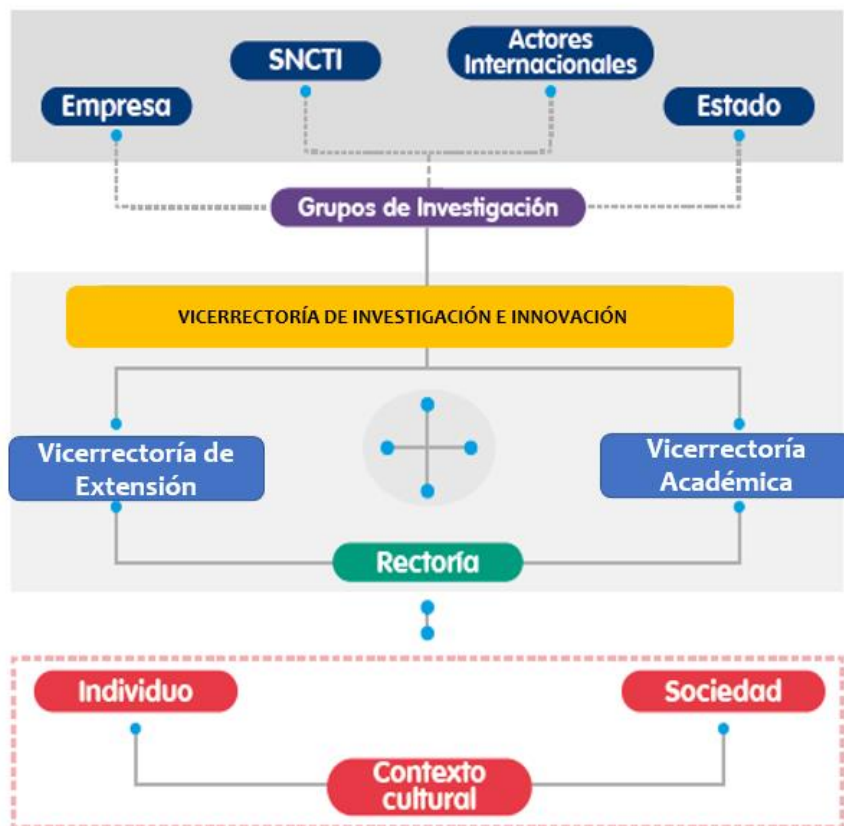 SNCTI
Actores
Internacionales
Empresa
Estado
Grupos de Investigación
VICERRECTORÍA DE INVESTIGACIÓN E INNOVACIÓN
Vicerrectoría de
Extensión
Vicerrectoría
Académica
Rectoría
Individuo
Sociedad
Contexto
cultural